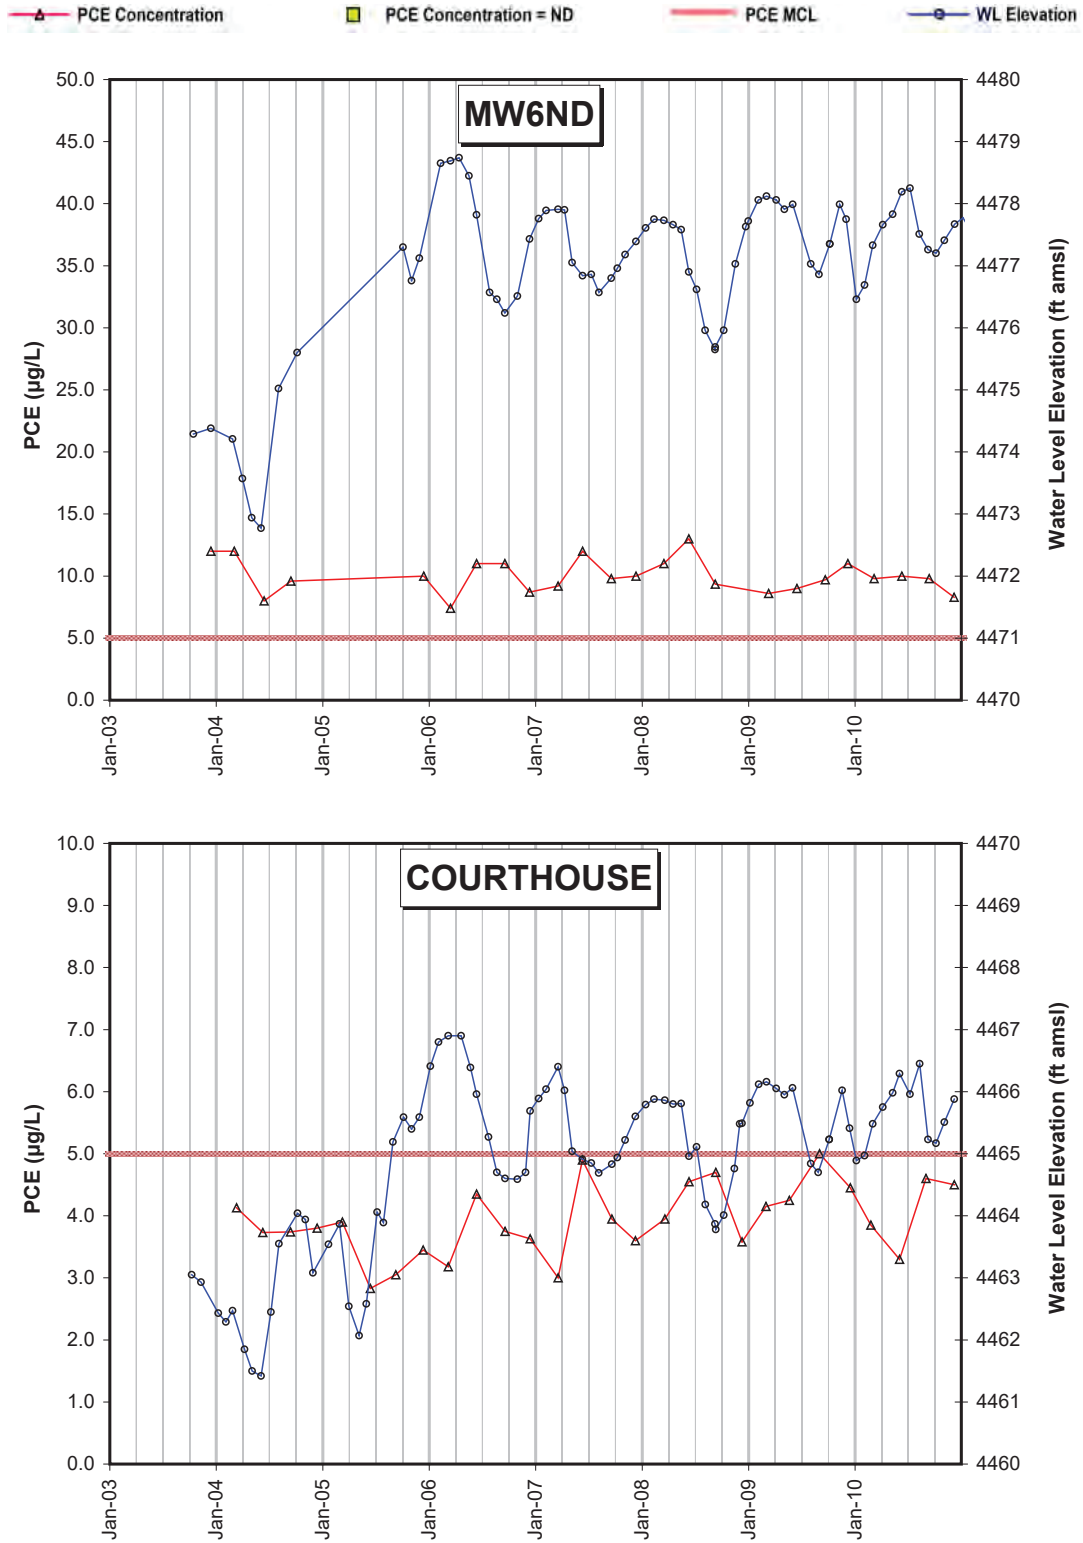 PCE Concentration PCE Concentration = ND PCE MCL WL Elevation
MW6ND
PCE (µg/L)
50.0
45.0
40.0
35.0
30.0
25.0
20.0
15.0
10.0
5.0
0.0
4480
4479
4478
4477
4476
4475
4474
4473
4472
4471
4470
Water Level Elevation (ft amsl)
Jan-03
Jan-04
Jan-05
Jan-06
Jan-07
Jan-08
Jan-09
Jan-10
COURTHOUSE
PCE (µg/L)
10.0
9.0
8.0
7.0
6.0
5.0
4.0
3.0
2.0
1.0
0.0
4470
4469
4468
4467
4466
4465
4464
4463
4462
4461
4460
Water Level Elevation (ft amsl)
Jan-03
Jan-04
Jan-05
Jan-06
Jan-07
Jan-08
Jan-09
Jan-10